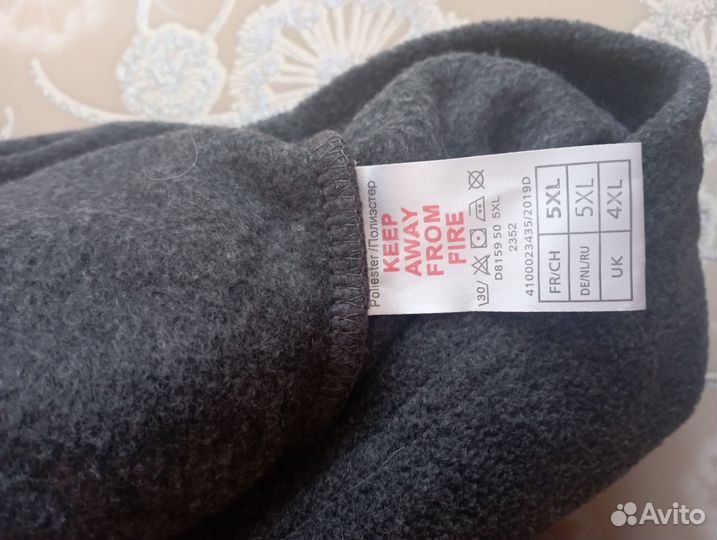 Poliester /Полиэстер
KEEP
AWAY
FROM
FIRE
30
D8159 50 5XL
2352
4100023435/2019D
FR/CH 5XL
DE/NL/RU 5XL
UK 4XL
Avito